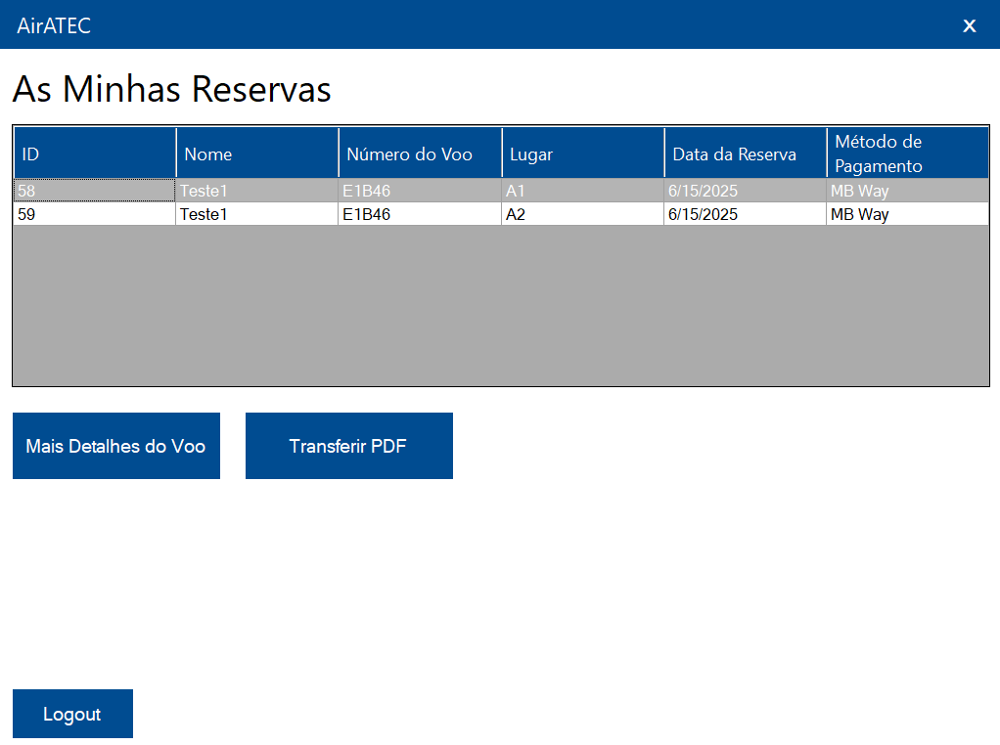 AirATEC x
As Minhas Reservas
ID Nome Número do Voo Lugar Data da Reserva Método de Pagamento
58 Teste1 E1B46 A1 6/15/2025 MB Way
59 Teste1 E1B46 A2 6/15/2025 MB Way
Mais Detalhes do Voo Transferir PDF
Logout